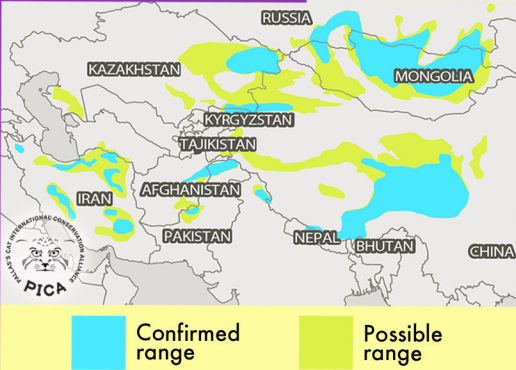 RUSSIA
KAZAKHSTAN
MONGOLIA
KYRGYZSTAN
TAJIKISTAN
AFGHANISTAN
IRAN
PAKISTAN
NEPAL
BHUTAN
CHINA
PALLAS'S CAT INTERNATIONAL CONSERVATION ALLIANCE
PICA
Confirmed
range
Possible
range